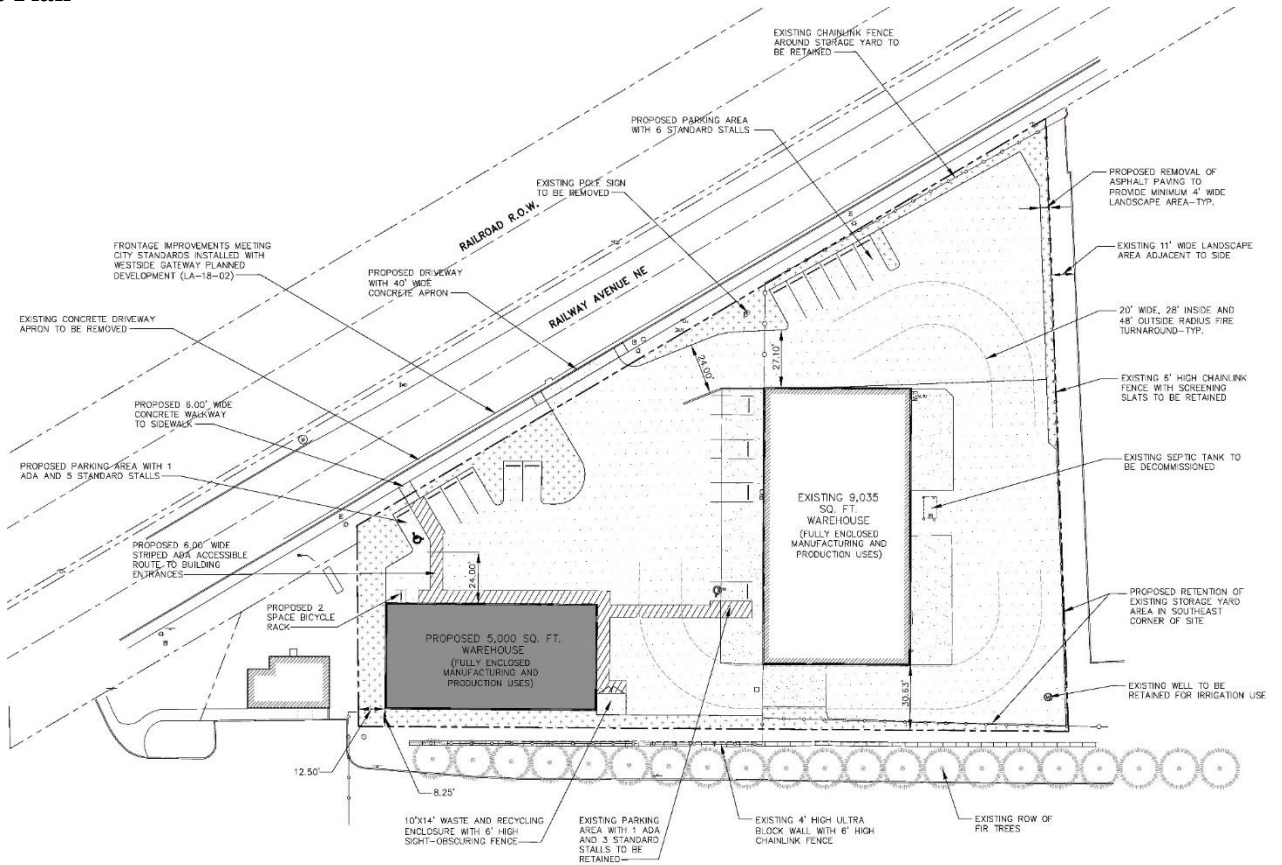 EXISTING CHAINLINK FENCE
AROUND STORAGE YARD TO
BE RETAINED
PROPOSED PARKING AREA
WITH 6 STANDARD STALLS
EXISTING POLE SIGN
TO BE REMOVED
RAILROAD R.O.W.
RAILWAY AVENUE NE
FRONTAGE IMPROVEMENTS MEETING
CITY STANDARDS INSTALLED WITH
WESTSIDE GATEWAY PLANNED
DEVELOPMENT (LA-18-02)
PROPOSED DRIVEWAY
WITH 40' WIDE
CONCRETE APRON
EXISTING CONCRETE DRIVEWAY
APRON TO BE REMOVED
PROPOSED 6.00' WIDE
CONCRETE WALKWAY
TO SIDEWALK
PROPOSED PARKING AREA WITH 1
ADA AND 5 STANDARD STALLS
PROPOSED 6.00' WIDE
STRIPED ADA ACCESSIBLE
ROUTE TO BUILDING
ENTRANCES
PROPOSED 2
SPACE BICYCLE
RACK
PROPOSED REMOVAL OF
ASPHALT PAVING TO
PROVIDE MINIMUM 4' WIDE
LANDSCAPE AREA-TYP.
EXISTING 11' WIDE LANDSCAPE
AREA ADJACENT TO SIDE
20' WIDE, 28' INSIDE AND
48' OUTSIDE RADIUS FIRE
TURNAROUND-TYP.
EXISTING 6' HIGH CHAINLINK
FENCE WITH SCREENING
SLATS TO BE RETAINED
EXISTING SEPTIC TANK TO
BE DECOMMISSIONED
PROPOSED RETENTION OF
EXISTING STORAGE YARD
AREA IN SOUTHEAST
CORNER OF SITE
EXISTING WELL TO BE
RETAINED FOR IRRIGATION USE
24.00'
27.10'
24.00'
30.63'
EXISTING 9,035
SQ. FT.
WAREHOUSE
(FULLY ENCLOSED
MANUFACTURING AND
PRODUCTION USES)
PROPOSED 5,000 SQ. FT.
WAREHOUSE
(FULLY ENCLOSED
MANUFACTURING AND
PRODUCTION USES)
12.50'
8.25'
10'X14' WASTE AND RECYCLING
ENCLOSURE WITH 6' HIGH
SIGHT-OBSCURING FENCE
EXISTING PARKING
AREA WITH 1 ADA
AND 3 STANDARD
STALLS TO BE
RETAINED
EXISTING 4' HIGH ULTRA
BLOCK WALL WITH 6' HIGH
CHAINLINK FENCE
EXISTING ROW OF
FIR TREES